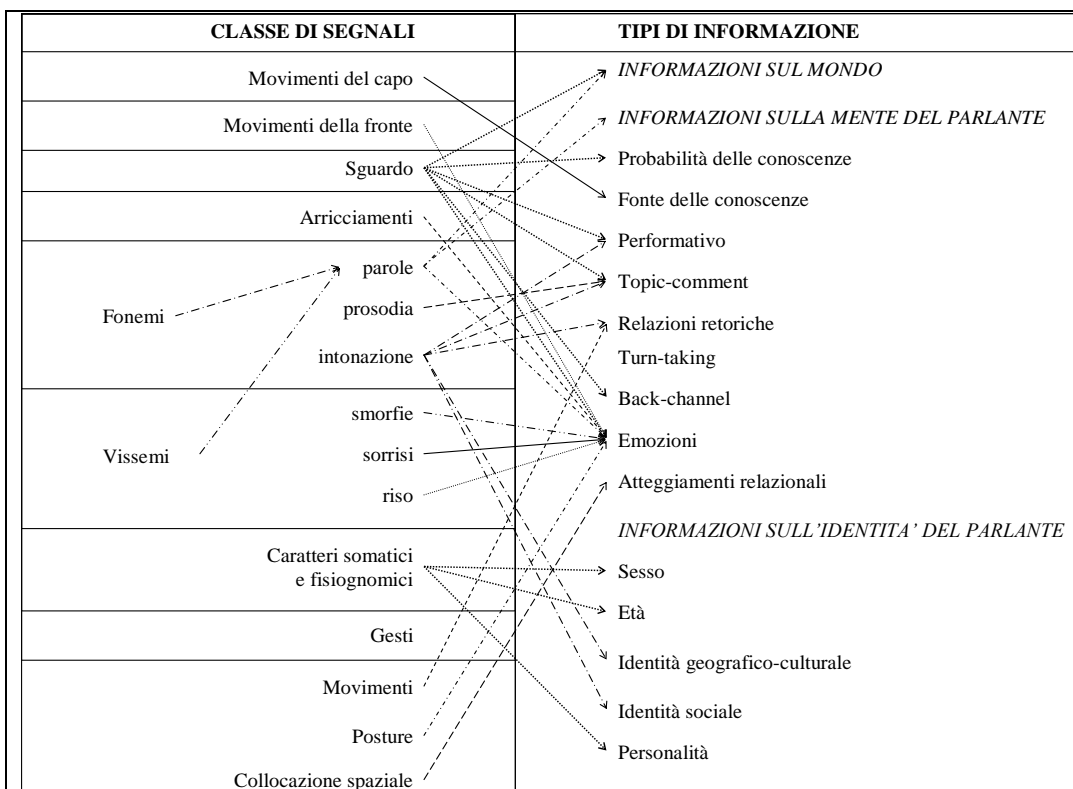 CLASSE DI SEGNALI
TIPI DI INFORMAZIONE
Movimenti del capo
INFORMAZIONI SUL MONDO
Movimenti della fronte
INFORMAZIONI SULLA MENTE DEL PARLANTE
Sguardo
Probabilità delle conoscenze
Fonte delle conoscenze
Arricciamenti
Performativo
parole
Topic-comment
prosodia
Fonemi
Relazioni retoriche
intonazione
Turn-taking
Back-channel
smorfie
Emozioni
sorrisi
Vissemi
Atteggiamenti relazionali
riso
INFORMAZIONI SULL'IDENTITA' DEL PARLANTE
Caratteri somatici
e fisiognomici
Sesso
Età
Gesti
Identità geografico-culturale
Movimenti
Identità sociale
Posture
Personalità
Collocazione spaziale